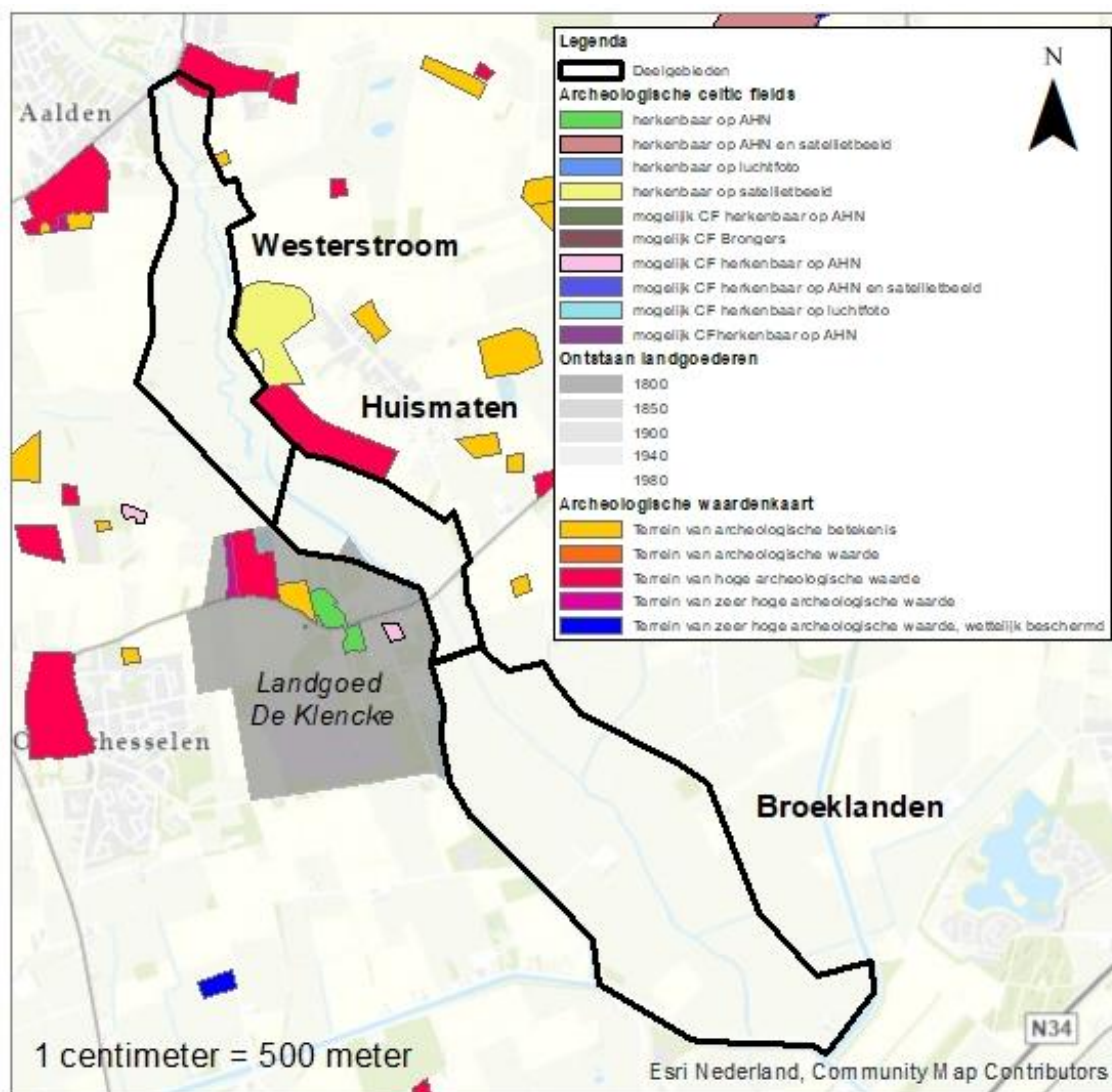 Legenda
Deelgebieden
Archeologische celtic fields
herkenbaar op AHN
herkenbaar op AHN en satellietbeeld
herkenbaar op luchtfoto
herkenbaar op satellietbeeld
mogelijk CF herkenbaar op AHN
mogelijk CF Brongers
mogelijk CF herkenbaar op AHN
mogelijk CF herkenbaar op AHN en satellietbeeld
mogelijk CF herkenbaar op luchtfoto
mogelijk CFherkenbaar op AHN
Ontstaan landgoederen
1800
1850
1900
1940
1980
Archeologische waardenkaart
Terrein van archeologische betekenis
Terrein van archeologische waarde
Terrein van hoge archeologische waarde
Terrein van zeer hoge archeologische waarde
Terrein van zeer hoge archeologische waarde, wettelijk beschermd
N
Aalden
Westerstroom
Huismaten
Landgoed
De Klencke
Broeklanden
N34
1 centimeter = 500 meter
Esri Nederland, Community Map Contributors